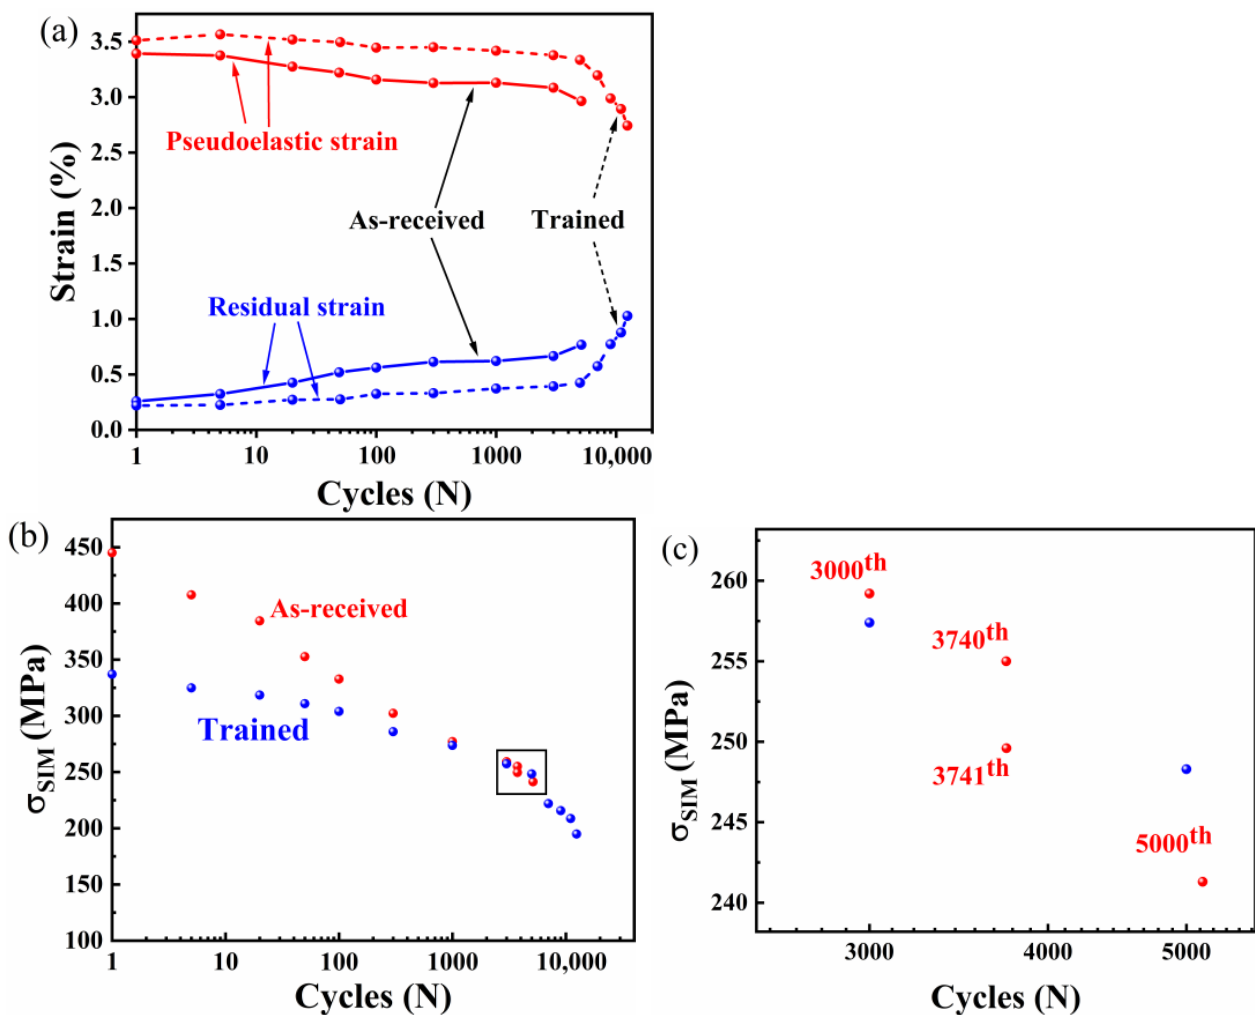 (a)
3.5
3.0
2.5
2.0
1.5
1.0
0.5
0.0
Strain (%)
Pseudoelastic strain
As-received
Trained
Residual strain
1 10 100 1000 10,000
Cycles (N)
(b)
450
400
350
300
250
200
150
100
σSIM (MPa)
As-received
Trained
1 10 100 1000 10,000
Cycles (N)
(c)
260
255
250
245
240
σSIM (MPa)
3000th
3740th
3741th
5000th
3000 4000 5000
Cycles (N)